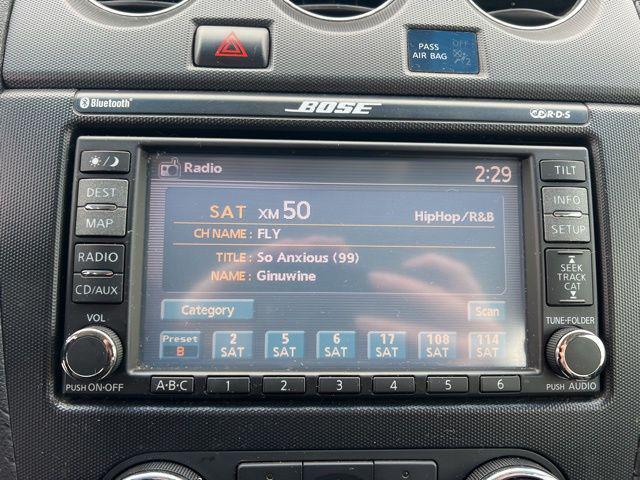 PASS OFF
AIR BAG 2
Bluetooth BOSE R·D·S
Radio 2:29
DEST
MAP
RADIO
CD/AUX
VOL
PUSH ON·OFF
SAT XM 50 HipHop/R&B
CH NAME : FLY
TITLE : So Anxious (99)
NAME : Ginuwine
Category Scan
Preset 2 5 6 17 108 114
B SAT SAT SAT SAT SAT SAT
A·B·C 1 2 3 4 5 6
TILT
INFO
SETUP
SEEK
TRACK
CAT
TUNE·FOLDER
PUSH AUDIO